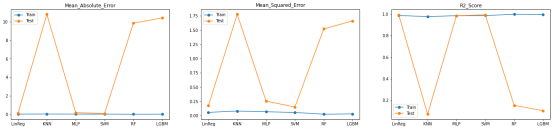 Mean_Absolute_Error
10
8
6
4
2
0
Train
Test
LinReg KNN MLP SVM RF LGBM
Mean_Squared_Error
1.75
1.50
1.25
1.00
0.75
0.50
0.25
0.00
Train
Test
LinReg KNN MLP SVM RF LGBM
R2_Score
1.0
0.8
0.6
0.4
0.2
Train
Test
LinReg KNN MLP SVM RF LGBM